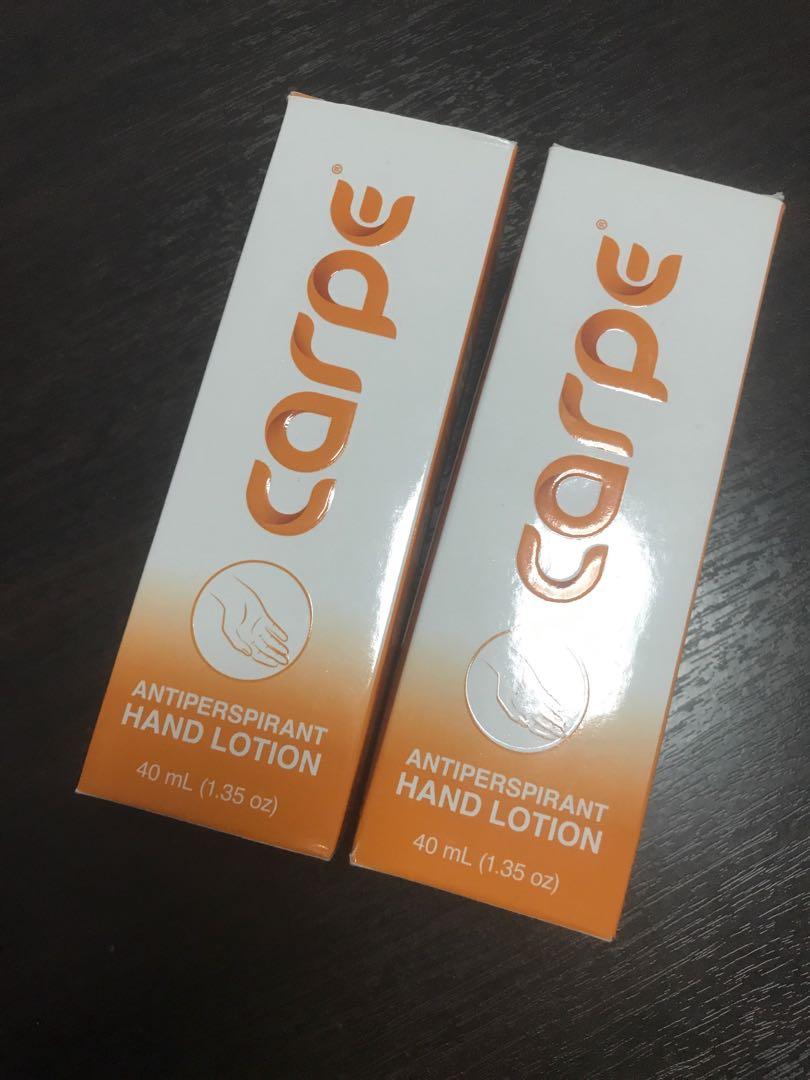 carpe®
ANTIPERSPIRANT
HAND LOTION
40 mL (1.35 oz)
carpe®
ANTIPERSPIRANT
HAND LOTION
40 mL (1.35 oz)